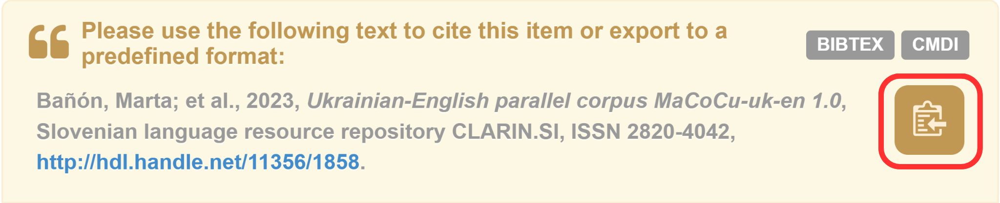 Please use the following text to cite this item or export to a
predefined format:
BIBTEX CMDI
Bañón, Marta; et al., 2023, Ukrainian-English parallel corpus MaCoCu-uk-en 1.0,
Slovenian language resource repository CLARIN.SI, ISSN 2820-4042,
http://hdl.handle.net/11356/1858.